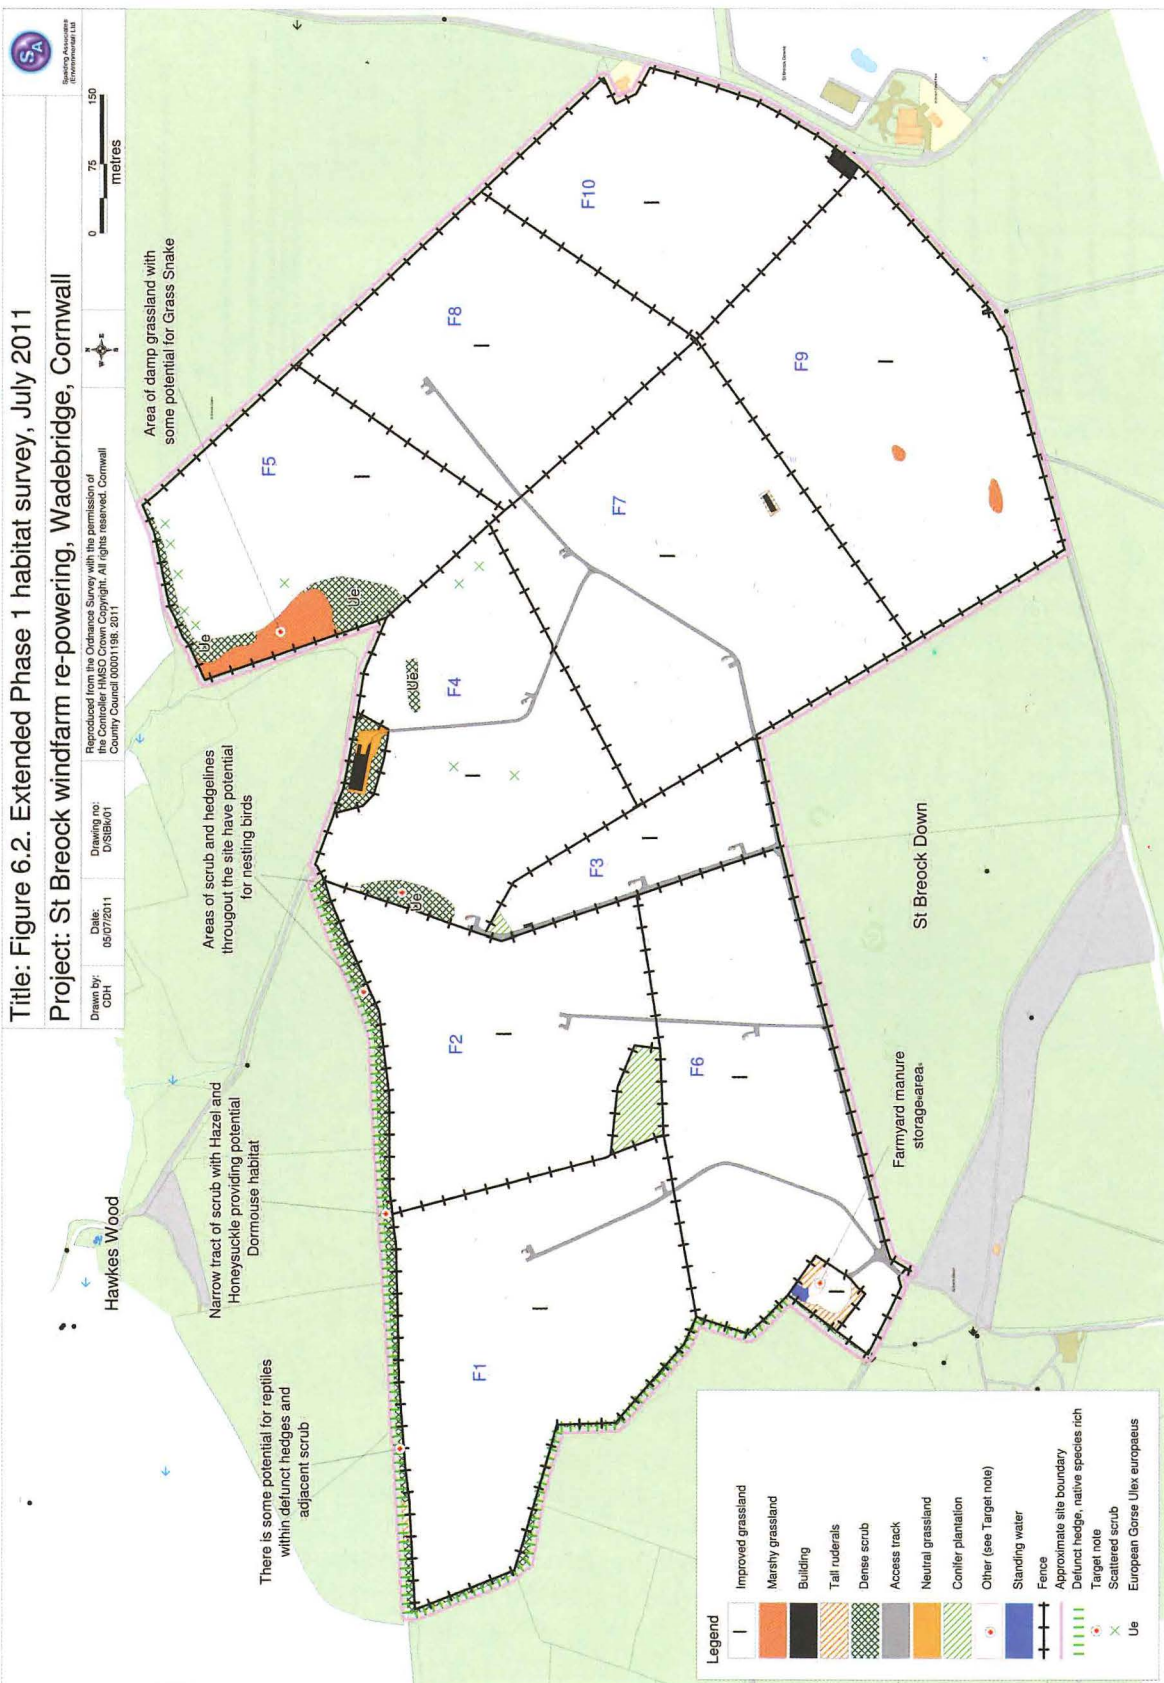 Title: Figure 6.2. Extended Phase 1 habitat survey, July 2011
Project: St Breock windfarm re-powering, Wadebridge, Cornwall
Drawn by:
CDH
Date:
05/07/2011
Drawing no:
D/StBk/01
Reproduced from the Ordnance Survey with the permission of
the Controller HMSO Crown Copyright. All rights reserved. Cornwall
Country Council 00001198. 2011
N
W
E
S
0
75
150
metres
SA
Spalding Associates
(Environmental) Ltd
Hawkes Wood
There is some potential for reptiles
within defunct hedges and
adjacent scrub
Narrow tract of scrub with Hazel and
Honeysuckle providing potential
Dormouse habitat
Areas of scrub and hedgelines
througout the site have potential
for nesting birds
Area of damp grassland with
some potential for Grass Snake
F1
F2
F3
F4
F5
F6
F7
F8
F9
F10
I
I
I
I
I
I
I
I
I
I
I
Ue
Ue
Ue
Ue
Farmyard manure
storage area
St Breock Down
Legend
I
Improved grassland
Marshy grassland
Building
Tall ruderals
Dense scrub
Access track
Neutral grassland
Conifer plantation
Other (see Target note)
Standing water
Fence
Approximate site boundary
Defunct hedge, native species rich
Target note
Scattered scrub
Ue
European Gorse Ulex europaeus